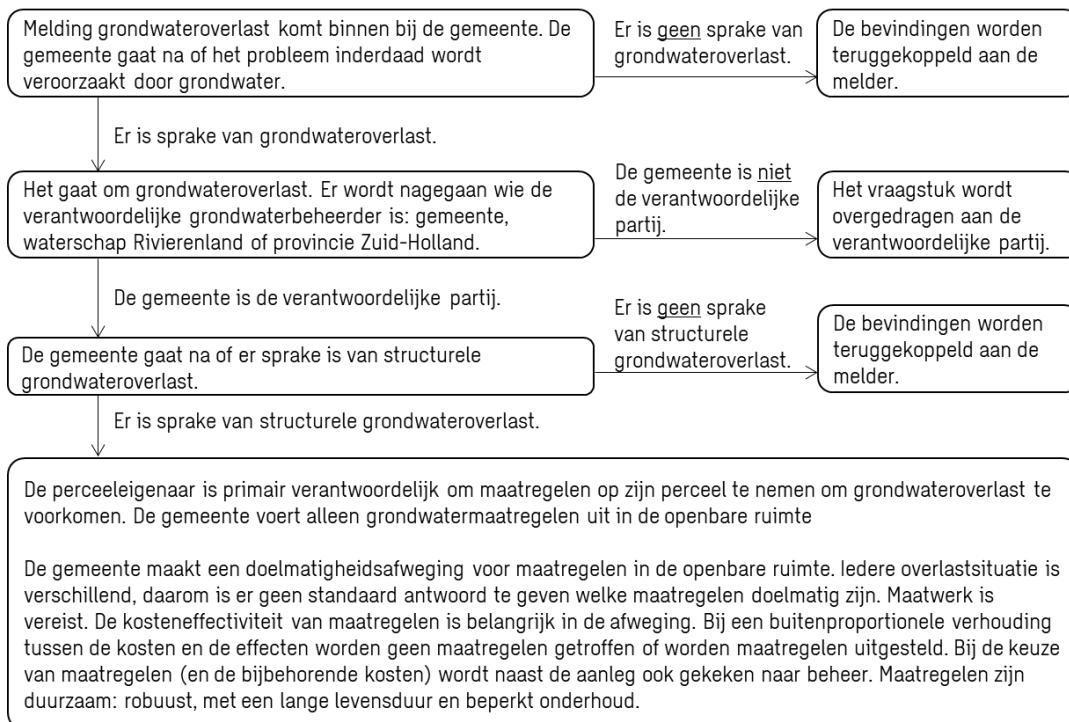 Melding grondwateroverlast komt binnen bij de gemeente. De
gemeente gaat na of het probleem inderdaad wordt
veroorzaakt door grondwater.
Er is geen sprake van
grondwateroverlast.
De bevindingen worden
teruggekoppeld aan de
melder.
Er is sprake van grondwateroverlast.
Het gaat om grondwateroverlast. Er wordt nagegaan wie de
verantwoordelijke grondwaterbeheerder is: gemeente,
waterschap Rivierenland of provincie Zuid-Holland.
De gemeente is niet
de verantwoordelijke
partij.
Het vraagstuk wordt
overgedragen aan de
verantwoordelijke partij.
De gemeente is de verantwoordelijke partij.
De gemeente gaat na of er sprake is van structurele
grondwateroverlast.
Er is geen sprake
van structurele
grondwateroverlast.
De bevindingen worden
teruggekoppeld aan de
melder.
Er is sprake van structurele grondwateroverlast.
De perceeleigenaar is primair verantwoordelijk om maatregelen op zijn perceel te nemen om grondwateroverlast te
voorkomen. De gemeente voert alleen grondwatermaatregelen uit in de openbare ruimte
De gemeente maakt een doelmatigheidsafweging voor maatregelen in de openbare ruimte. Iedere overlastsituatie is
verschillend, daarom is er geen standaard antwoord te geven welke maatregelen doelmatig zijn. Maatwerk is
vereist. De kosteneffectiviteit van maatregelen is belangrijk in de afweging. Bij een buitenproportionele verhouding
tussen de kosten en de effecten worden geen maatregelen getroffen of worden maatregelen uitgesteld. Bij de keuze
van maatregelen (en de bijbehorende kosten) wordt naast de aanleg ook gekeken naar beheer. Maatregelen zijn
duurzaam: robuust, met een lange levensduur en beperkt onderhoud.